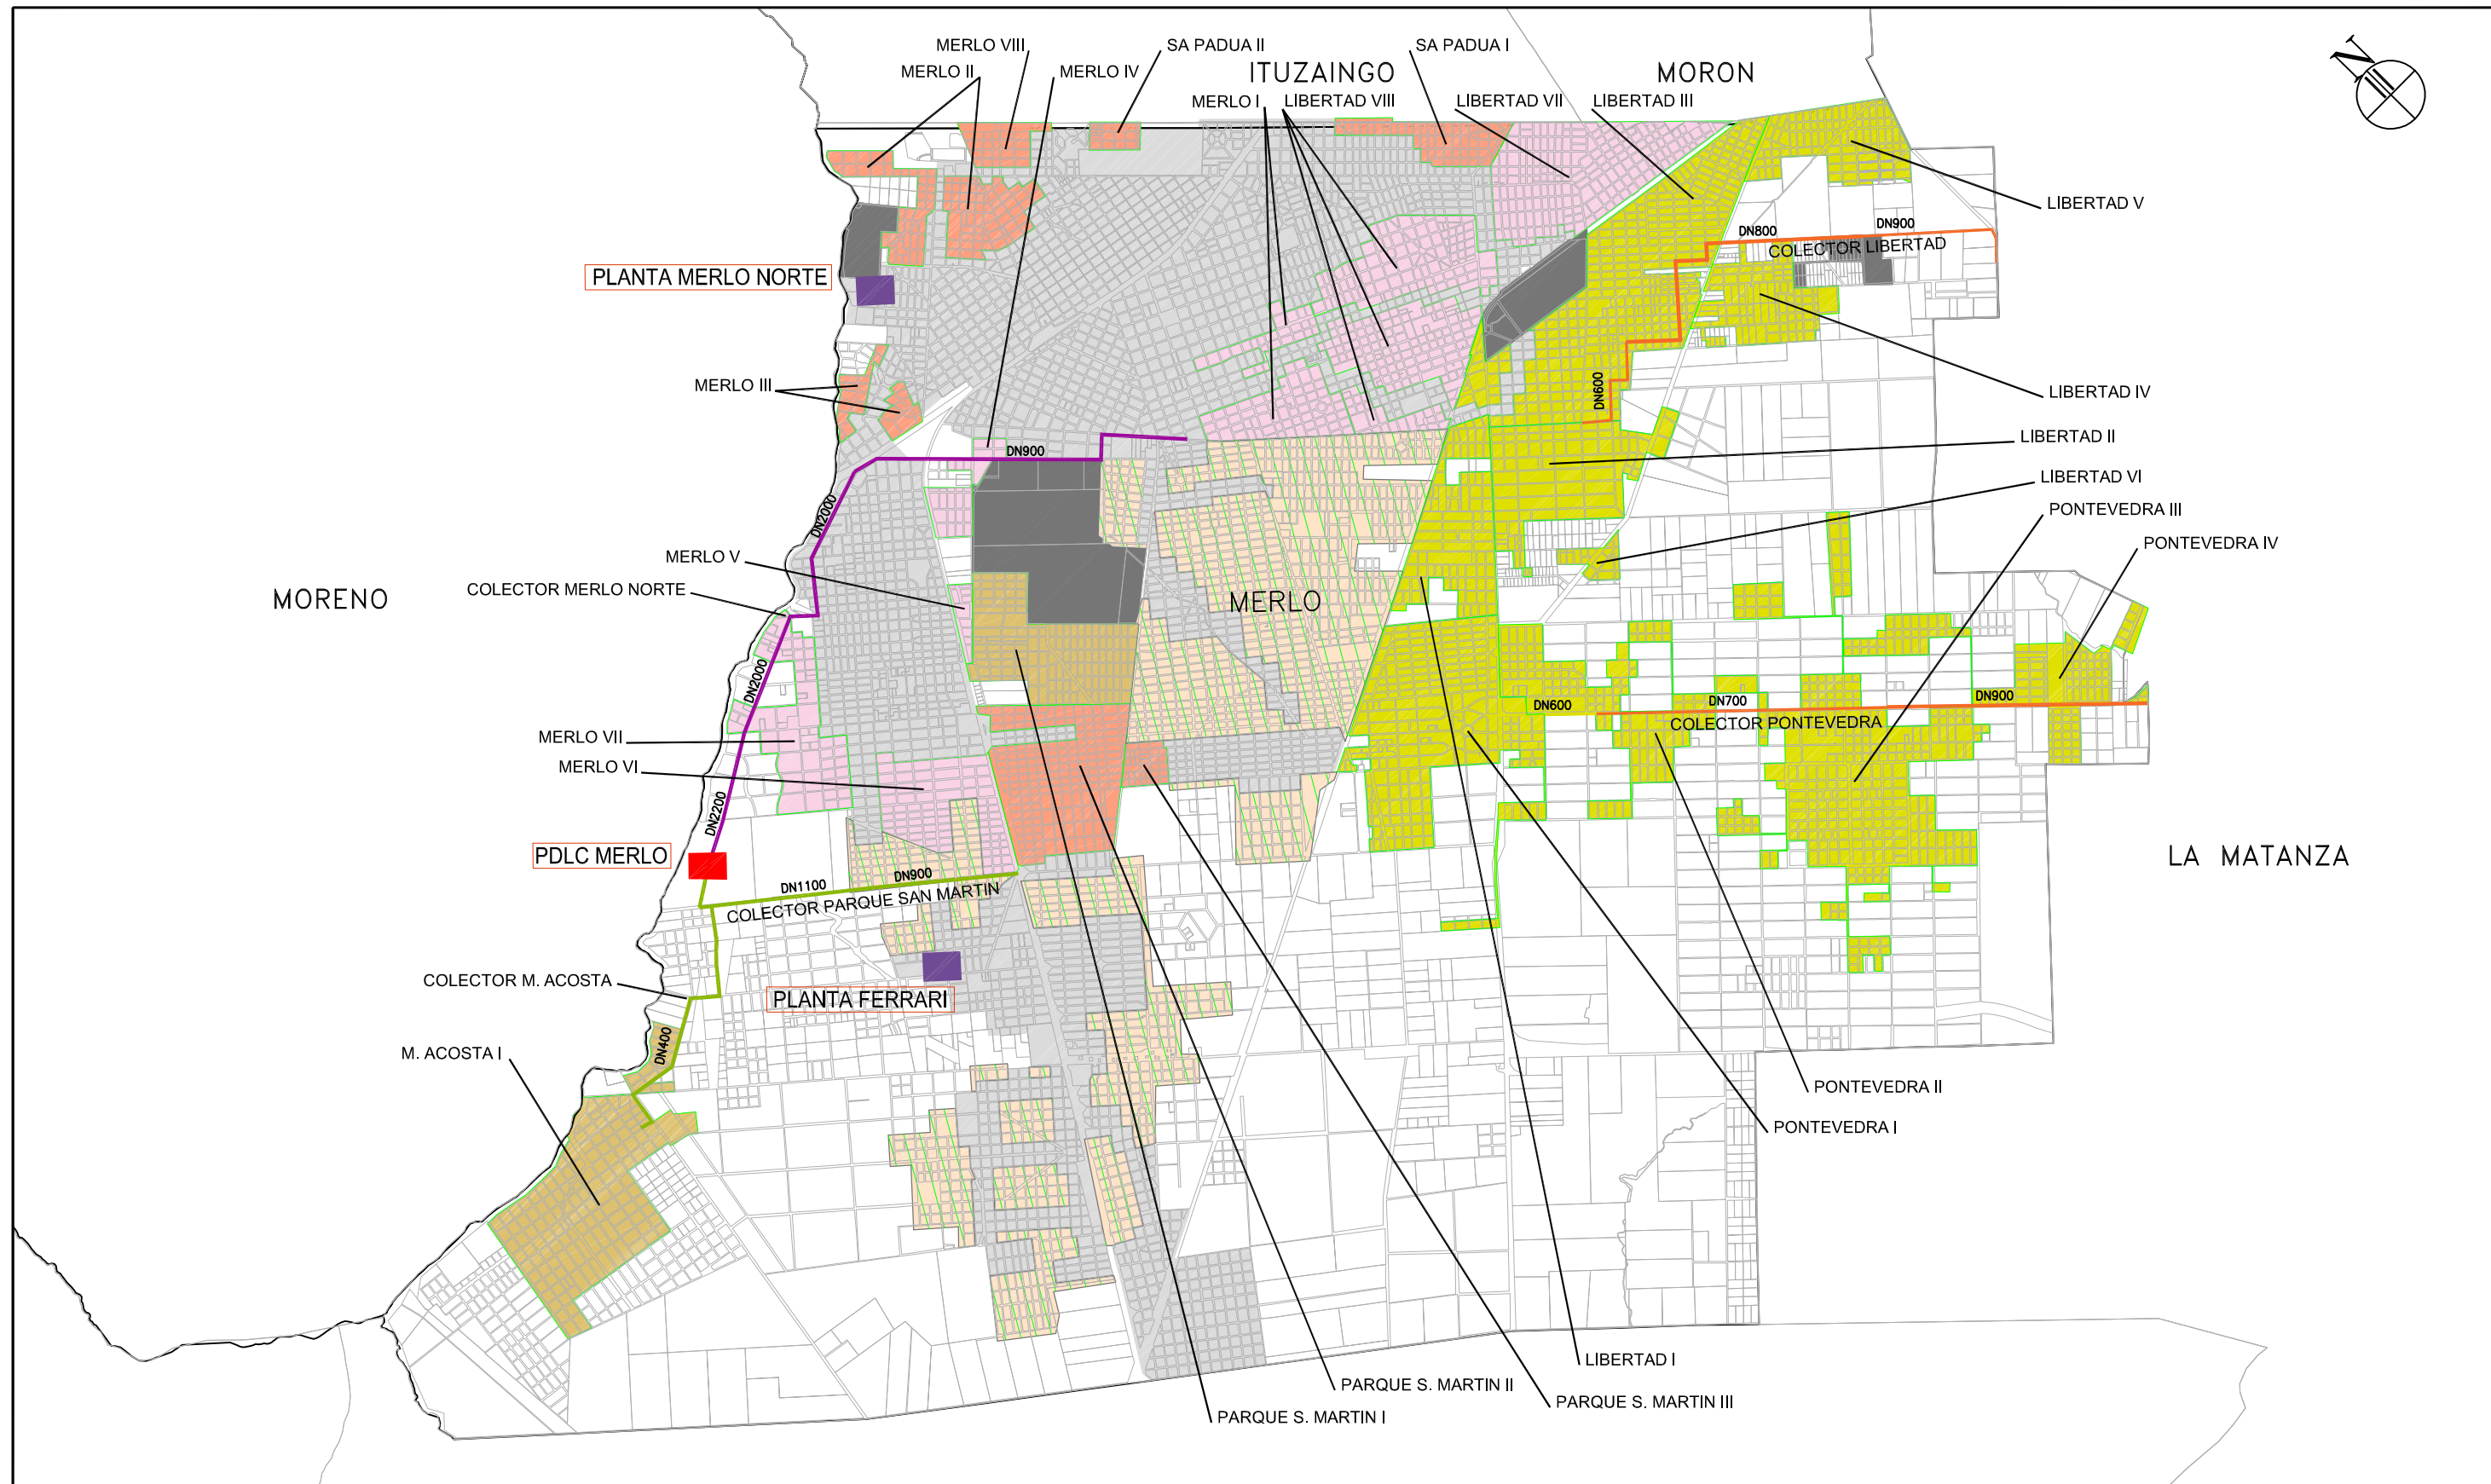 MERLO VIII
SA PADUA II
SA PADUA I
MERLO II
MERLO IV
ITUZAINGO
MORON
N
MERLO I
LIBERTAD VIII
LIBERTAD VII
LIBERTAD III
LIBERTAD V
DN800
DN900
COLECTOR LIBERTAD
PLANTA MERLO NORTE
MERLO III
DN600
LIBERTAD IV
LIBERTAD II
DN900
LIBERTAD VI
DN2000
PONTEVEDRA III
PONTEVEDRA IV
MERLO V
COLECTOR MERLO NORTE
MORENO
MERLO
DN2000
DN600
DN700
DN900
COLECTOR PONTEVEDRA
MERLO VII
MERLO VI
DN2200
PDLC MERLO
LA MATANZA
DN1100
DN900
COLECTOR PARQUE SAN MARTIN
COLECTOR M. ACOSTA
PLANTA FERRARI
DN400
M. ACOSTA I
PONTEVEDRA II
PONTEVEDRA I
LIBERTAD I
PARQUE S. MARTIN II
PARQUE S. MARTIN III
PARQUE S. MARTIN I